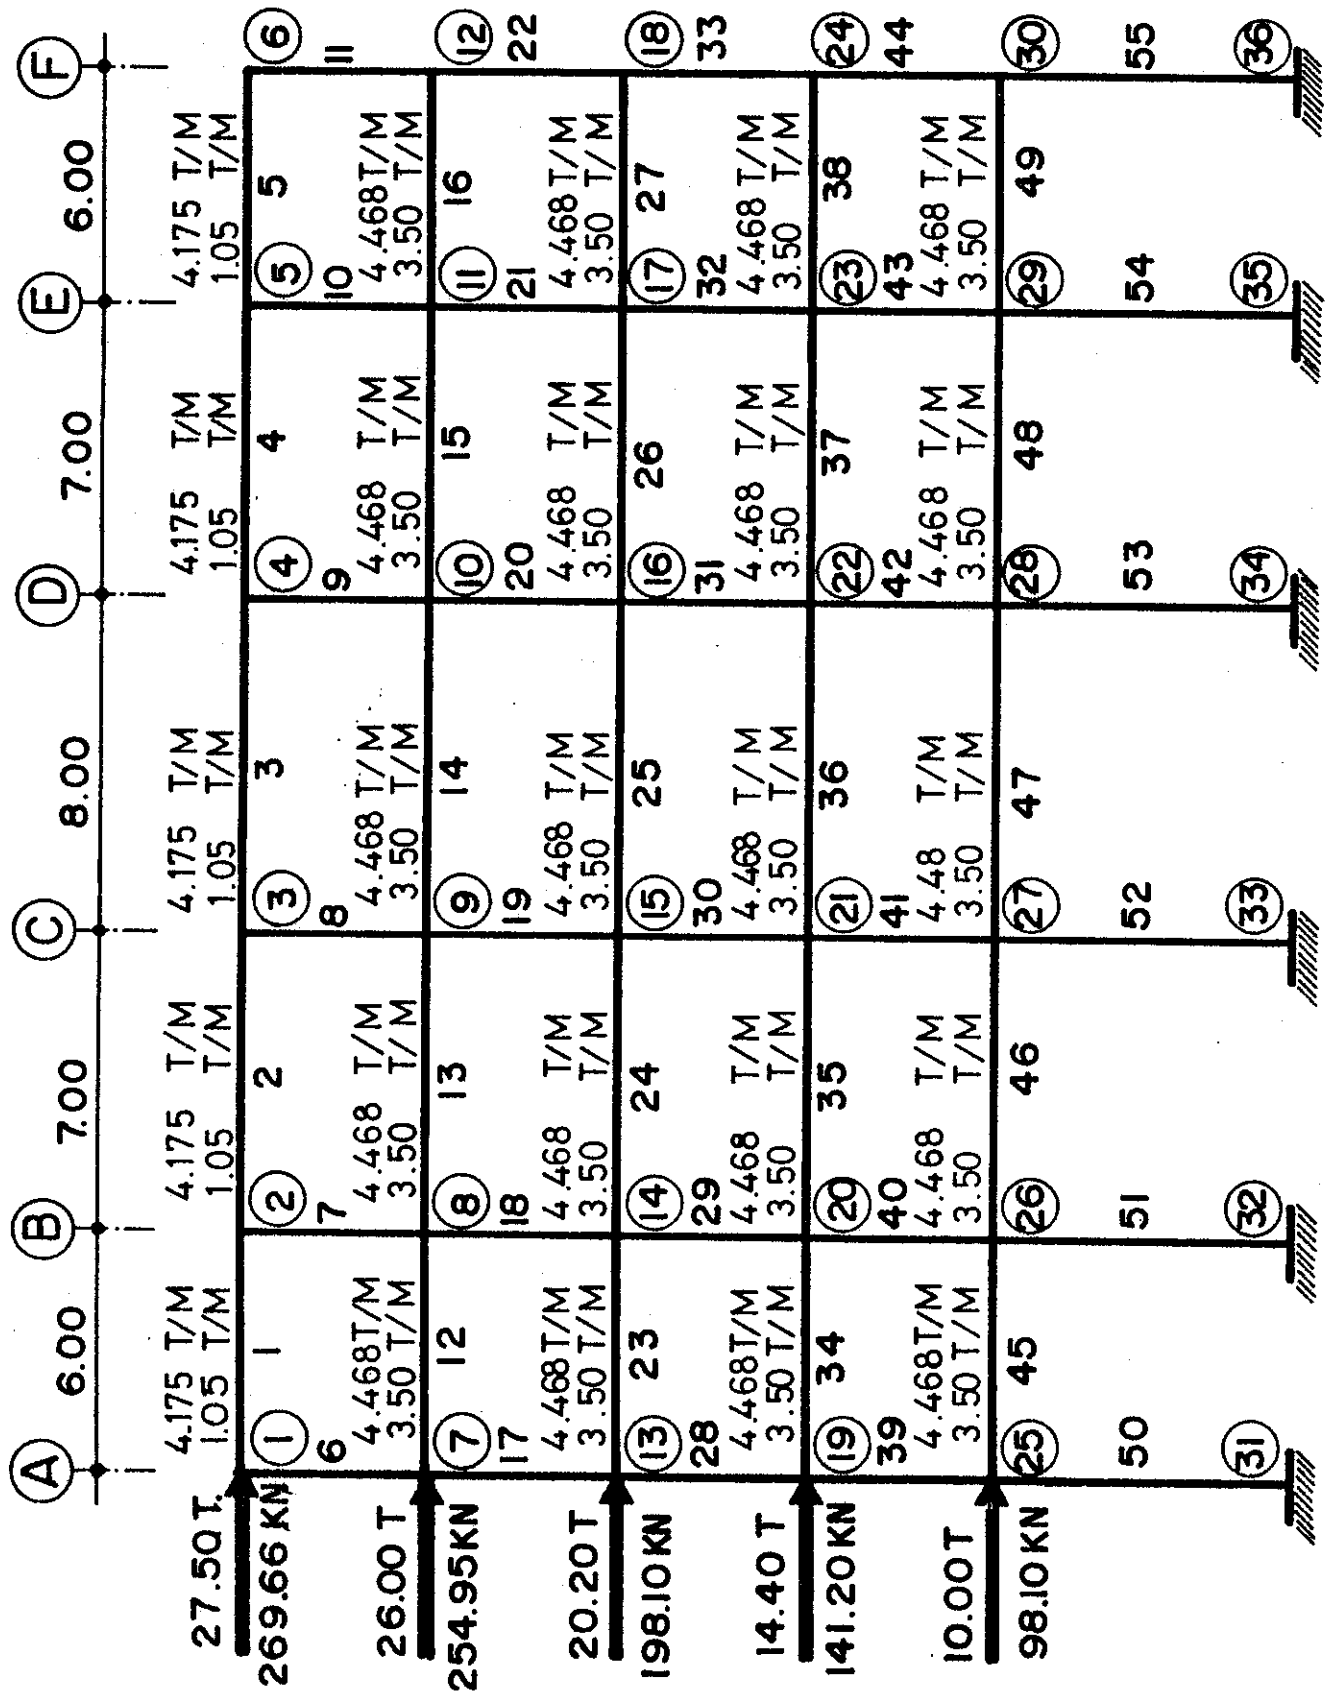 A B C D E F
6.00 7.00 8.00 7.00 6.00
27.50 T. 4.175 T/M 4.175 T/M 4.175 T/M 4.175 T/M 4.175 T/M
1.05 T/M 1.05 T/M 1.05 T/M 1.05 T/M 1.05 T/M
269.66 KN 1 1 2 2 3 3 4 4 5 5 6
6 7 8 9 10 11
26.00 T 4.468 T/M 4.468 T/M 4.468 T/M 4.468 T/M 4.468 T/M
3.50 T/M 3.50 T/M 3.50 T/M 3.50 T/M 3.50 T/M
254.95 KN 7 12 8 13 9 14 10 15 11 16 12
17 18 19 20 21 22
20.20 T 4.468 T/M 4.468 T/M 4.468 T/M 4.468 T/M 4.468 T/M
3.50 T/M 3.50 T/M 3.50 T/M 3.50 T/M 3.50 T/M
198.10 KN 13 23 14 24 15 25 16 26 17 27 18
28 29 30 31 32 33
14.40 T 4.468 T/M 4.468 T/M 4.468 T/M 4.468 T/M 4.468 T/M
3.50 T/M 3.50 T/M 3.50 T/M 3.50 T/M 3.50 T/M
141.20 KN 19 34 20 35 21 36 22 37 23 38 24
39 40 41 42 43 44
10.00 T 4.468 T/M 4.468 T/M 4.48 T/M 4.468 T/M 4.468 T/M
3.50 T/M 3.50 T/M 3.50 T/M 3.50 T/M 3.50 T/M
98.10 KN 25 45 26 46 27 47 28 48 29 49 30
50 51 52 53 54 55
31 32 33 34 35 36